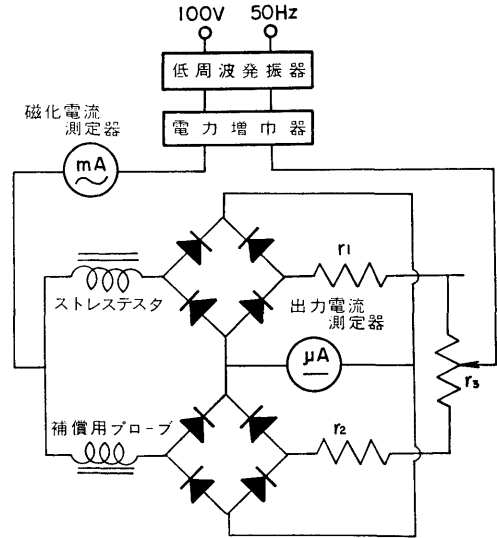 100V 50Hz
低周波発振器
電力増巾器
磁化電流
測定器
mA
r1
ストレステスタ
出力電流
測定器
μA
r3
補償用プローブ
r2